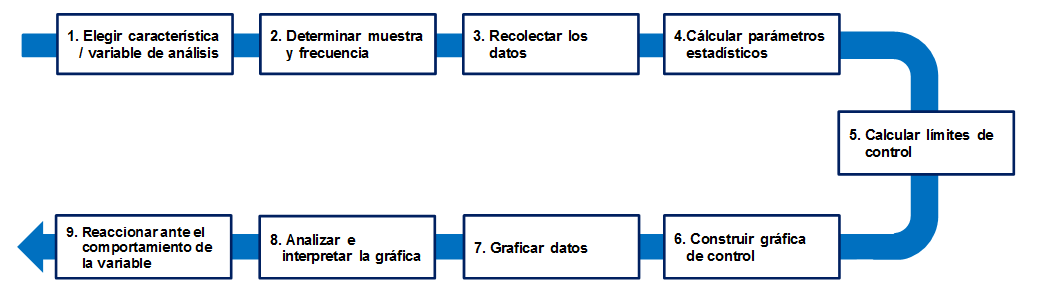 1. Elegir característica
/ variable de análisis
2. Determinar muestra
y frecuencia
3. Recolectar los
datos
4.Cálcular parámetros
estadísticos
5. Calcular límites de
control
6. Construir gráfica
de control
7. Graficar datos
8. Analizar e
interpretar la gráfica
9. Reaccionar ante el
comportamiento de
la variable